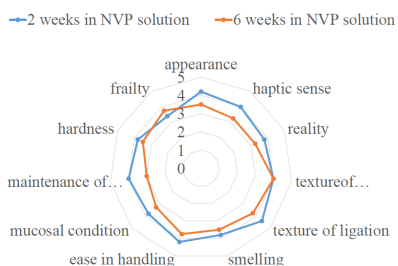 2 weeks in NVP solution 6 weeks in NVP solution
appearance
haptic sense
reality
textureof…
texture of ligation
smelling
ease in handling
mucosal condition
maintenance of…
hardness
frailty
5
4
3
2
1
0